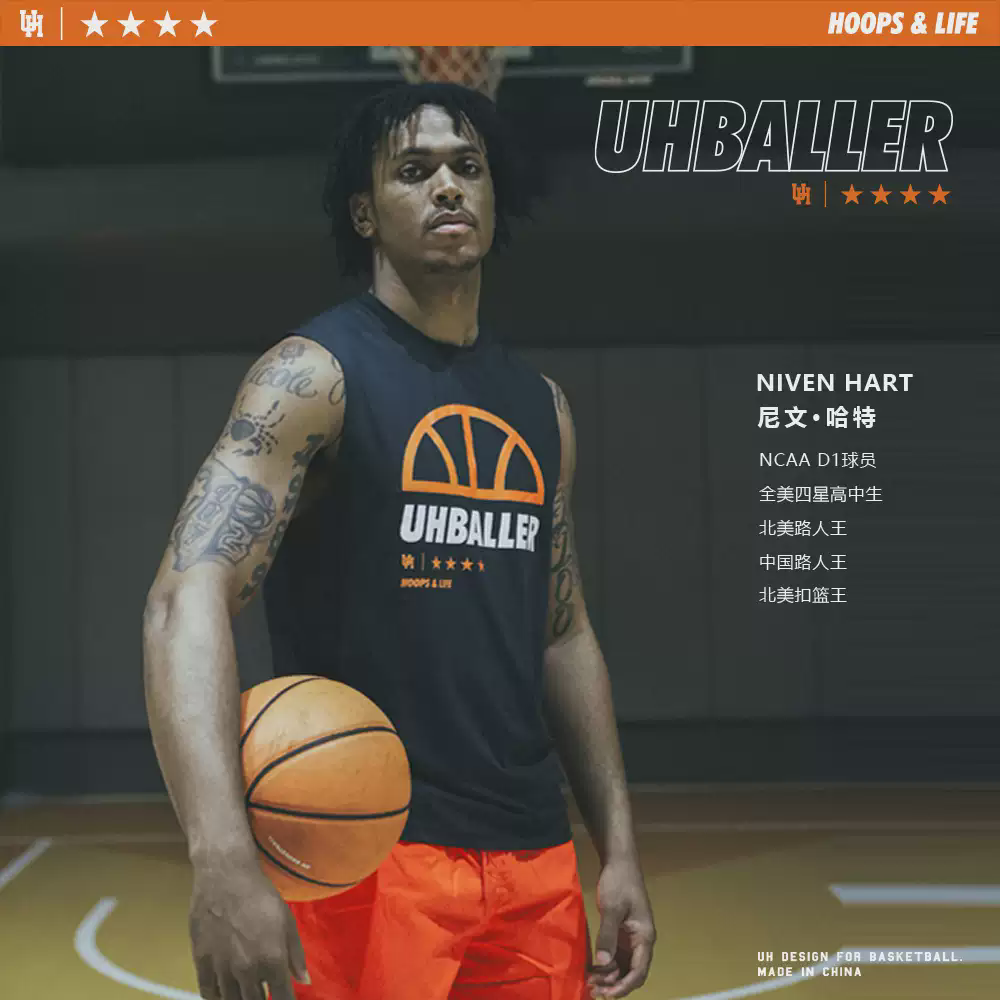 UH
HOOPS & LIFE
UHBALLER
UH
NIVEN HART
尼文·哈特
NCAA D1球员
全美四星高中生
北美路人王
中国路人王
北美扣篮王
UHBALLER
UH
HOOPS & LIFE
UH DESIGN FOR BASKETBALL.
MADE IN CHINA